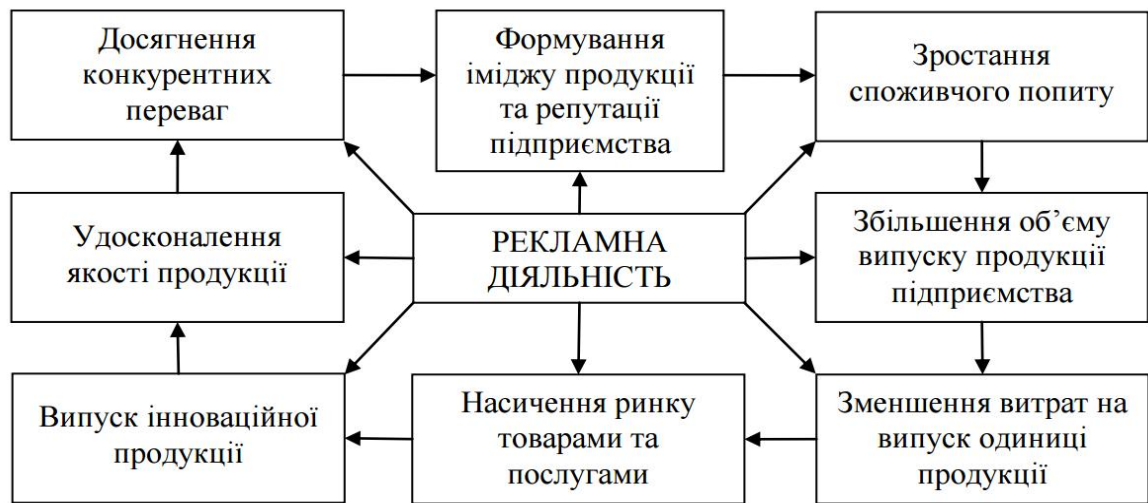 Досягнення
конкурентних
переваг
Формування
іміджу продукції
та репутації
підприємства
Зростання
споживчого попиту
Удосконалення
якості продукції
РЕКЛАМНА
ДІЯЛЬНІСТЬ
Збільшення об’єму
випуску продукції
підприємства
Випуск інноваційної
продукції
Насичення ринку
товарами та
послугами
Зменшення витрат на
випуск одиниці
продукції